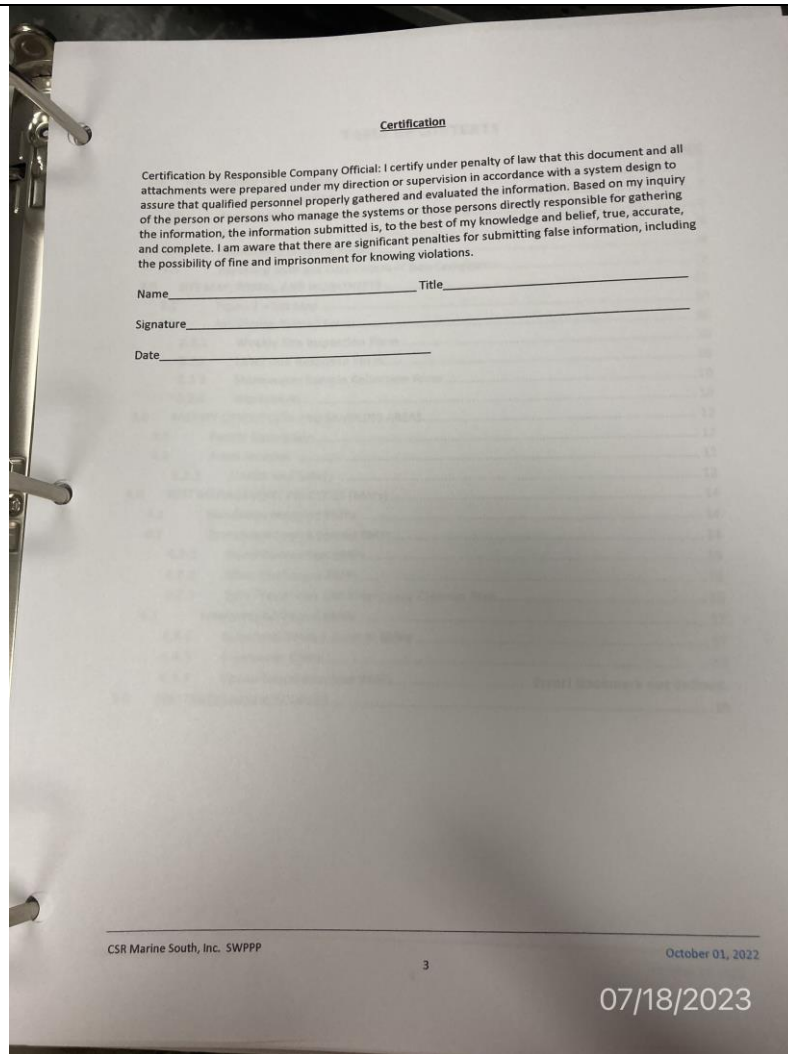 Certification
Certification by Responsible Company Official: I certify under penalty of law that this document and all
attachments were prepared under my direction or supervision in accordance with a system design to
assure that qualified personnel properly gathered and evaluated the information. Based on my inquiry
of the person or persons who manage the systems or those persons directly responsible for gathering
the information, the information submitted is, to the best of my knowledge and belief, true, accurate,
and complete. I am aware that there are significant penalties for submitting false information, including
the possibility of fine and imprisonment for knowing violations.
Name Title
Signature
Date
CSR Marine South, Inc. SWPPP
3
October 01, 2022
07/18/2023